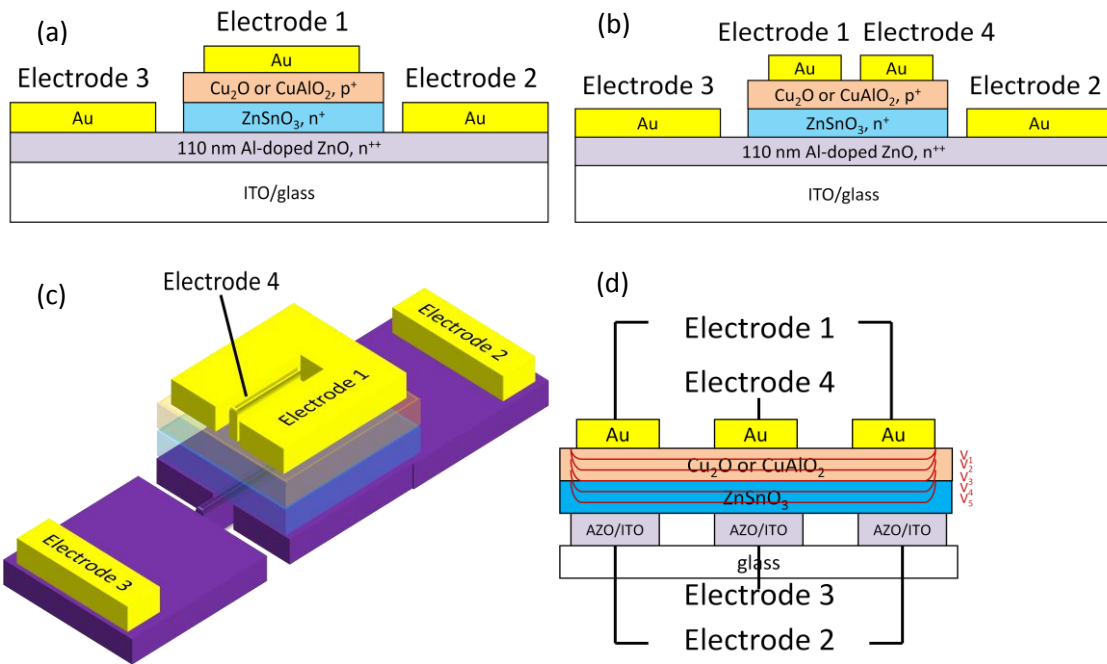 (a)
Electrode 1
Au
Electrode 3
Cu₂O or CuAlO₂, p⁺
Electrode 2
Au
ZnSnO₃, n⁺
Au
110 nm Al-doped ZnO, n⁺⁺
ITO/glass
(b)
Electrode 1
Electrode 4
Au
Au
Electrode 3
Cu₂O or CuAlO₂, p⁺
Electrode 2
Au
ZnSnO₃, n⁺
Au
110 nm Al-doped ZnO, n⁺⁺
ITO/glass
(c)
Electrode 4
Electrode 2
Electrode 1
Electrode 3
(d)
Electrode 1
Electrode 4
Au
Au
Au
Cu₂O or CuAlO₂
V₁
V₂
V₃
ZnSnO₃
V₄
V₅
AZO/ITO
AZO/ITO
AZO/ITO
glass
Electrode 3
Electrode 2